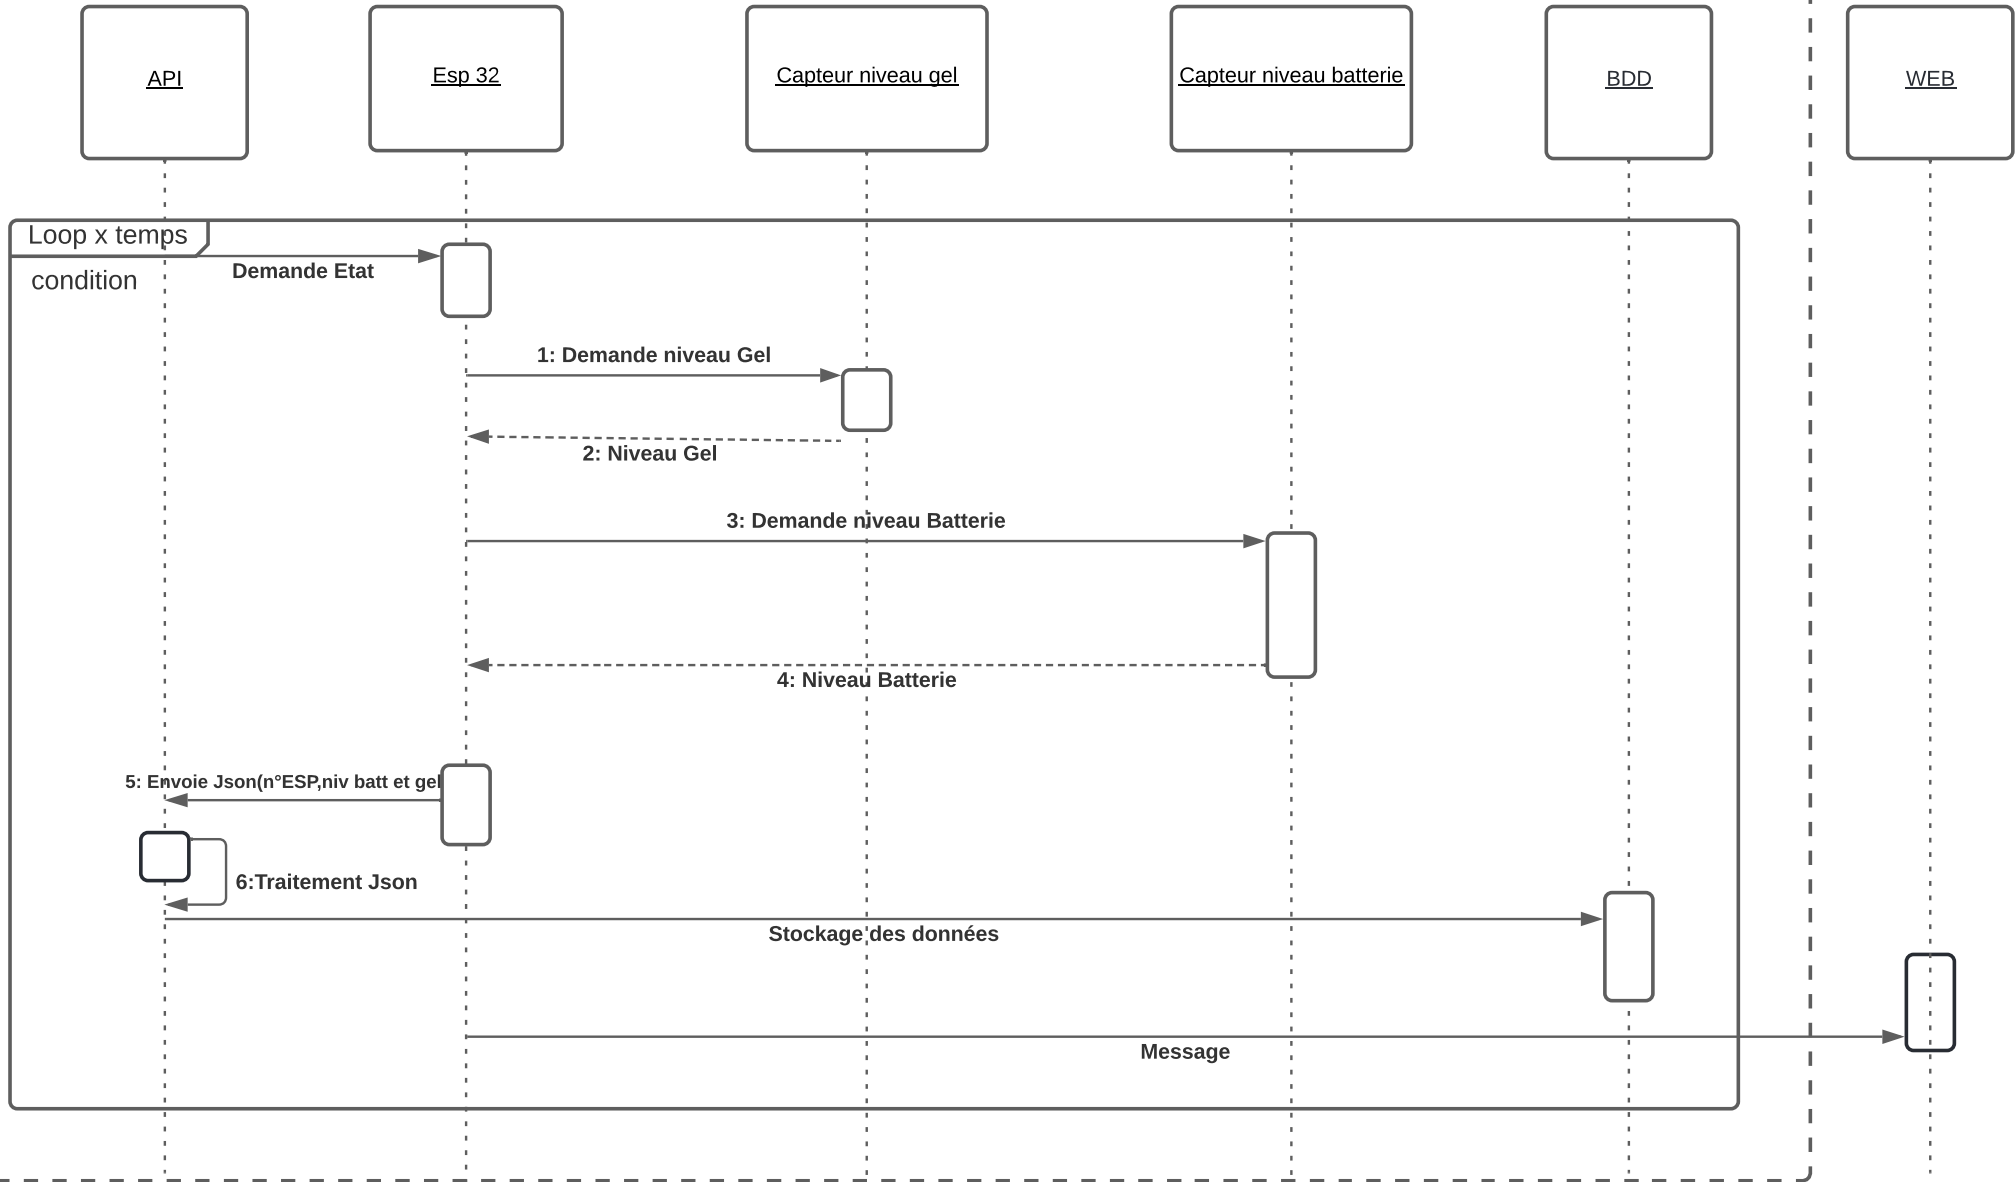 API
Esp 32
Capteur niveau gel
Capteur niveau batterie
BDD
WEB
Loop x temps
condition
Demande Etat
1: Demande niveau Gel
2: Niveau Gel
3: Demande niveau Batterie
4: Niveau Batterie
5: Envoie Json(n°ESP,niv batt et gel
6:Traitement Json
Stockage des données
Message